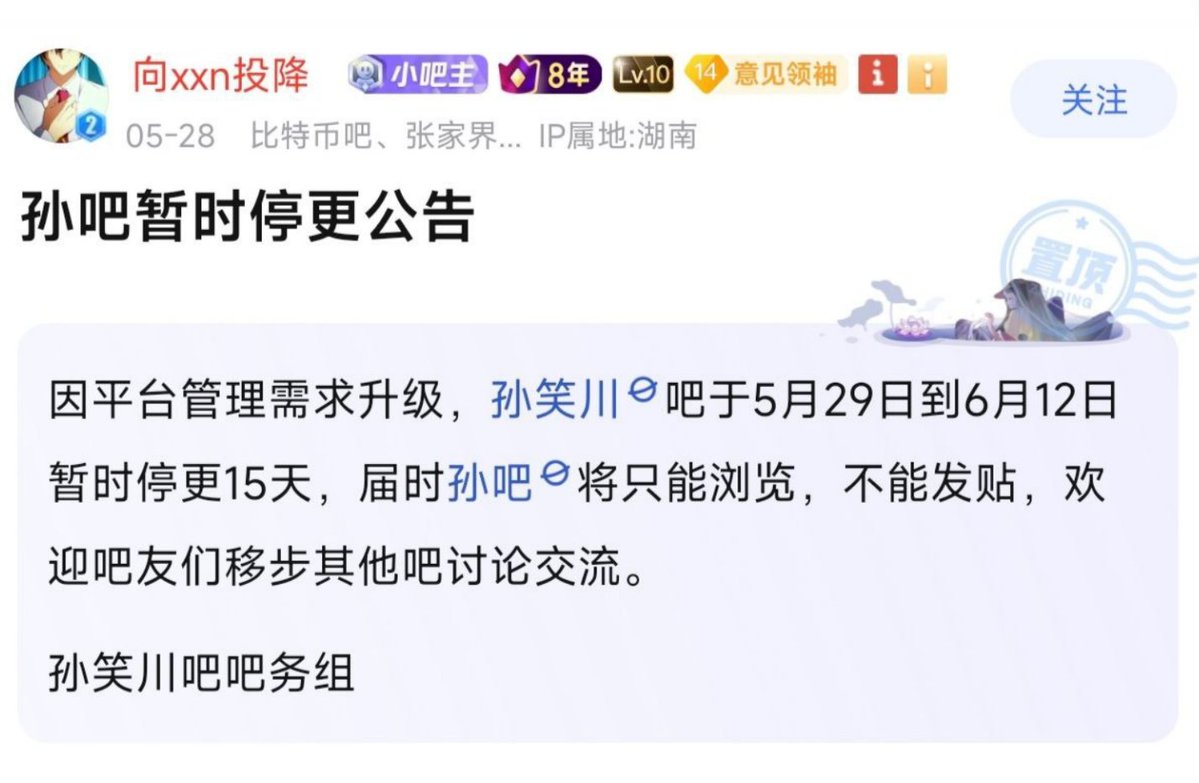 向xxn投降 小吧主 8年 Lv.10 14 意见领袖
关注
2
05-28 比特币吧、张家界... IP属地:湖南
孙吧暂时停更公告
置顶
因平台管理需求升级，孙笑川吧于5月29日到6月12日
暂时停更15天，届时孙吧将只能浏览，不能发贴，欢
迎吧友们移步其他吧讨论交流。
孙笑川吧吧务组